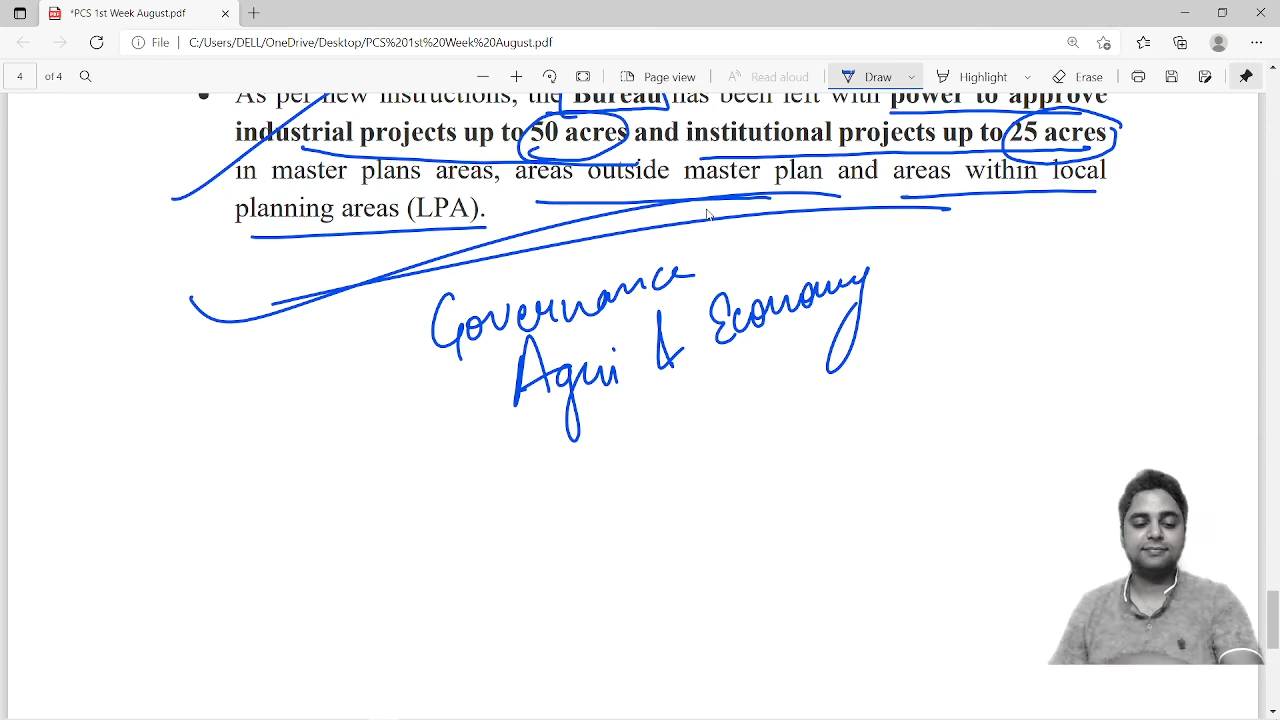 *PCS 1st Week August.pdf
File C:/Users/DELL/OneDrive/Desktop/PCS%201st%20Week%20August.pdf
4 of 4 Page view Read aloud Draw Highlight Erase
As per new instructions, the Bureau has been left with power to approve
industrial projects up to 50 acres and institutional projects up to 25 acres
in master plans areas, areas outside master plan and areas within local
planning areas (LPA).
Governance
Agri & Economy